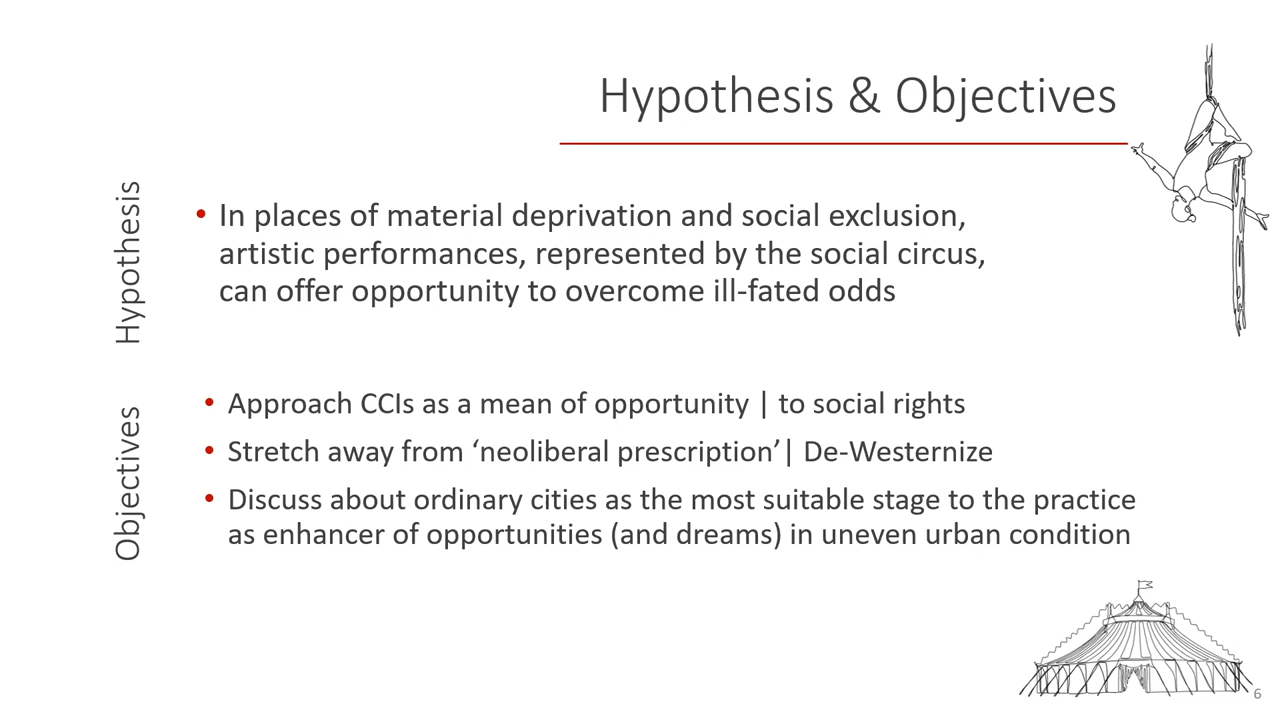 Hypothesis & Objectives
Hypothesis
• In places of material deprivation and social exclusion,
artistic performances, represented by the social circus,
can offer opportunity to overcome ill-fated odds
Objectives
• Approach CCIs as a mean of opportunity | to social rights
• Stretch away from ‘neoliberal prescription’| De-Westernize
• Discuss about ordinary cities as the most suitable stage to the practice
as enhancer of opportunities (and dreams) in uneven urban condition
6